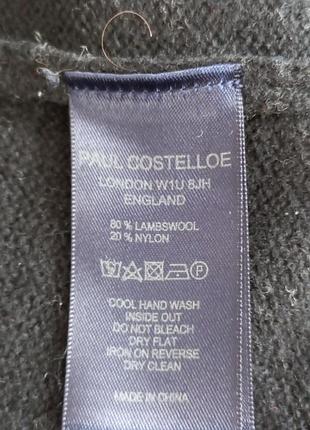 PAUL COSTELLOE
LONDON W1U 8JH
ENGLAND
80% LAMBSWOOL
20% NYLON
P
COOL HAND WASH
INSIDE OUT
DO NOT BLEACH
DRY FLAT
IRON ON REVERSE
DRY CLEAN
MADE IN CHINA